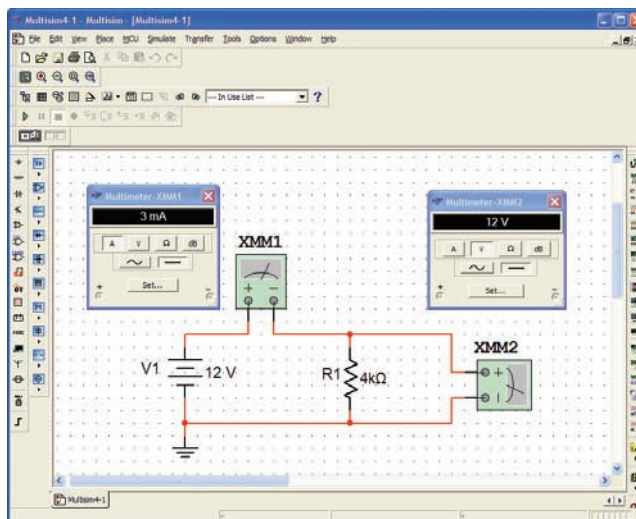 Multisim4-1 - Multisim - [Multisim4-1]
File Edit View Place MCU Simulate Transfer Tools Options Window Help
--- In Use List ---
?
Multimeter-XMM1
3 mA
A V Ω dB
Set...
+ -
Multimeter-XMM2
12 V
A V Ω dB
Set...
+ -
XMM1
+ -
V1 12 V
R1 4kΩ
XMM2
+
Multisim4-1